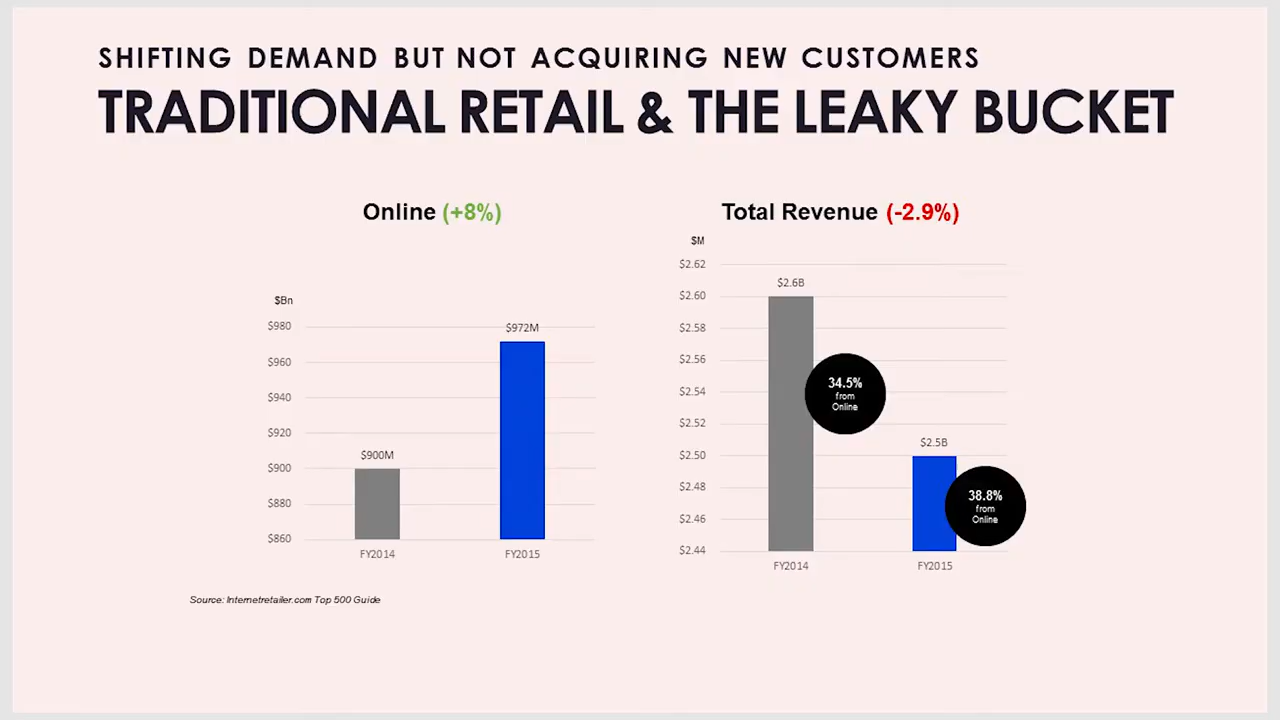 SHIFTING DEMAND BUT NOT ACQUIRING NEW CUSTOMERS
TRADITIONAL RETAIL & THE LEAKY BUCKET
Online (+8%)
$Bn
$980
$960
$940
$920
$900
$880
$860
$900M
$972M
FY2014
FY2015
Total Revenue (-2.9%)
$M
$2.62
$2.60
$2.58
$2.56
$2.54
$2.52
$2.50
$2.48
$2.46
$2.44
$2.6B
34.5%
from
Online
$2.5B
38.8%
from
Online
FY2014
FY2015
Source: Internetretailer.com Top 500 Guide